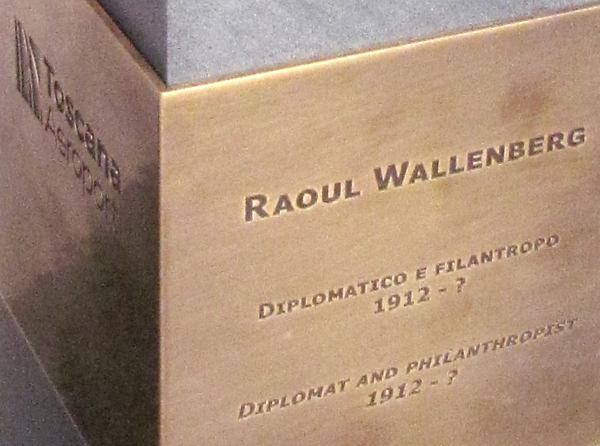 Toscana
Aeroporti
RAOUL WALLENBERG
DIPLOMATICO E FILANTROPO
1912 - ?
DIPLOMAT AND PHILANTHROPIST
1912 - ?